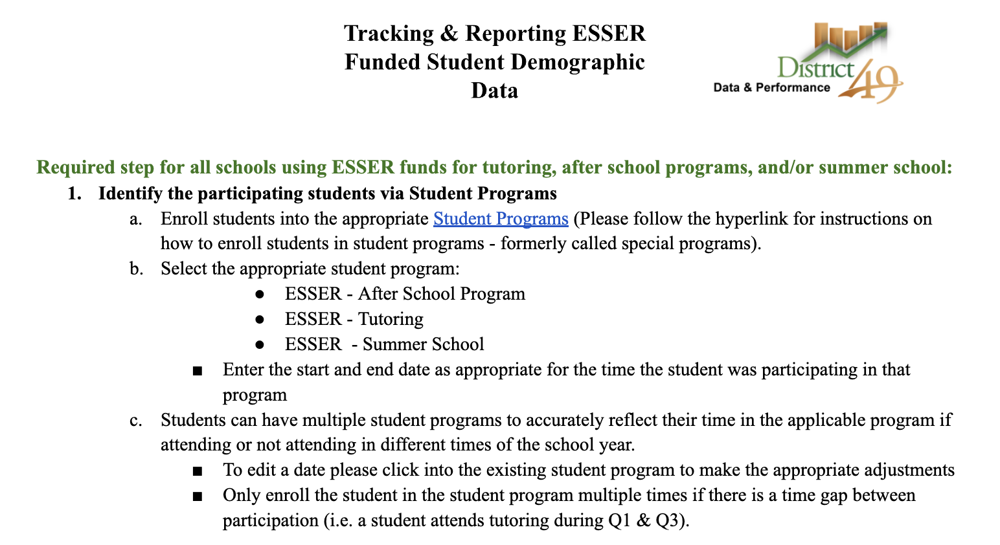 Tracking & Reporting ESSER
Funded Student Demographic
Data
District 49
Data & Performance
Required step for all schools using ESSER funds for tutoring, after school programs, and/or summer school:
1. Identify the participating students via Student Programs
a. Enroll students into the appropriate Student Programs (Please follow the hyperlink for instructions on
how to enroll students in student programs - formerly called special programs).
b. Select the appropriate student program:
● ESSER - After School Program
● ESSER - Tutoring
● ESSER  - Summer School
■ Enter the start and end date as appropriate for the time the student was participating in that
program
c. Students can have multiple student programs to accurately reflect their time in the applicable program if
attending or not attending in different times of the school year.
■ To edit a date please click into the existing student program to make the appropriate adjustments
■ Only enroll the student in the student program multiple times if there is a time gap between
participation (i.e. a student attends tutoring during Q1 & Q3).